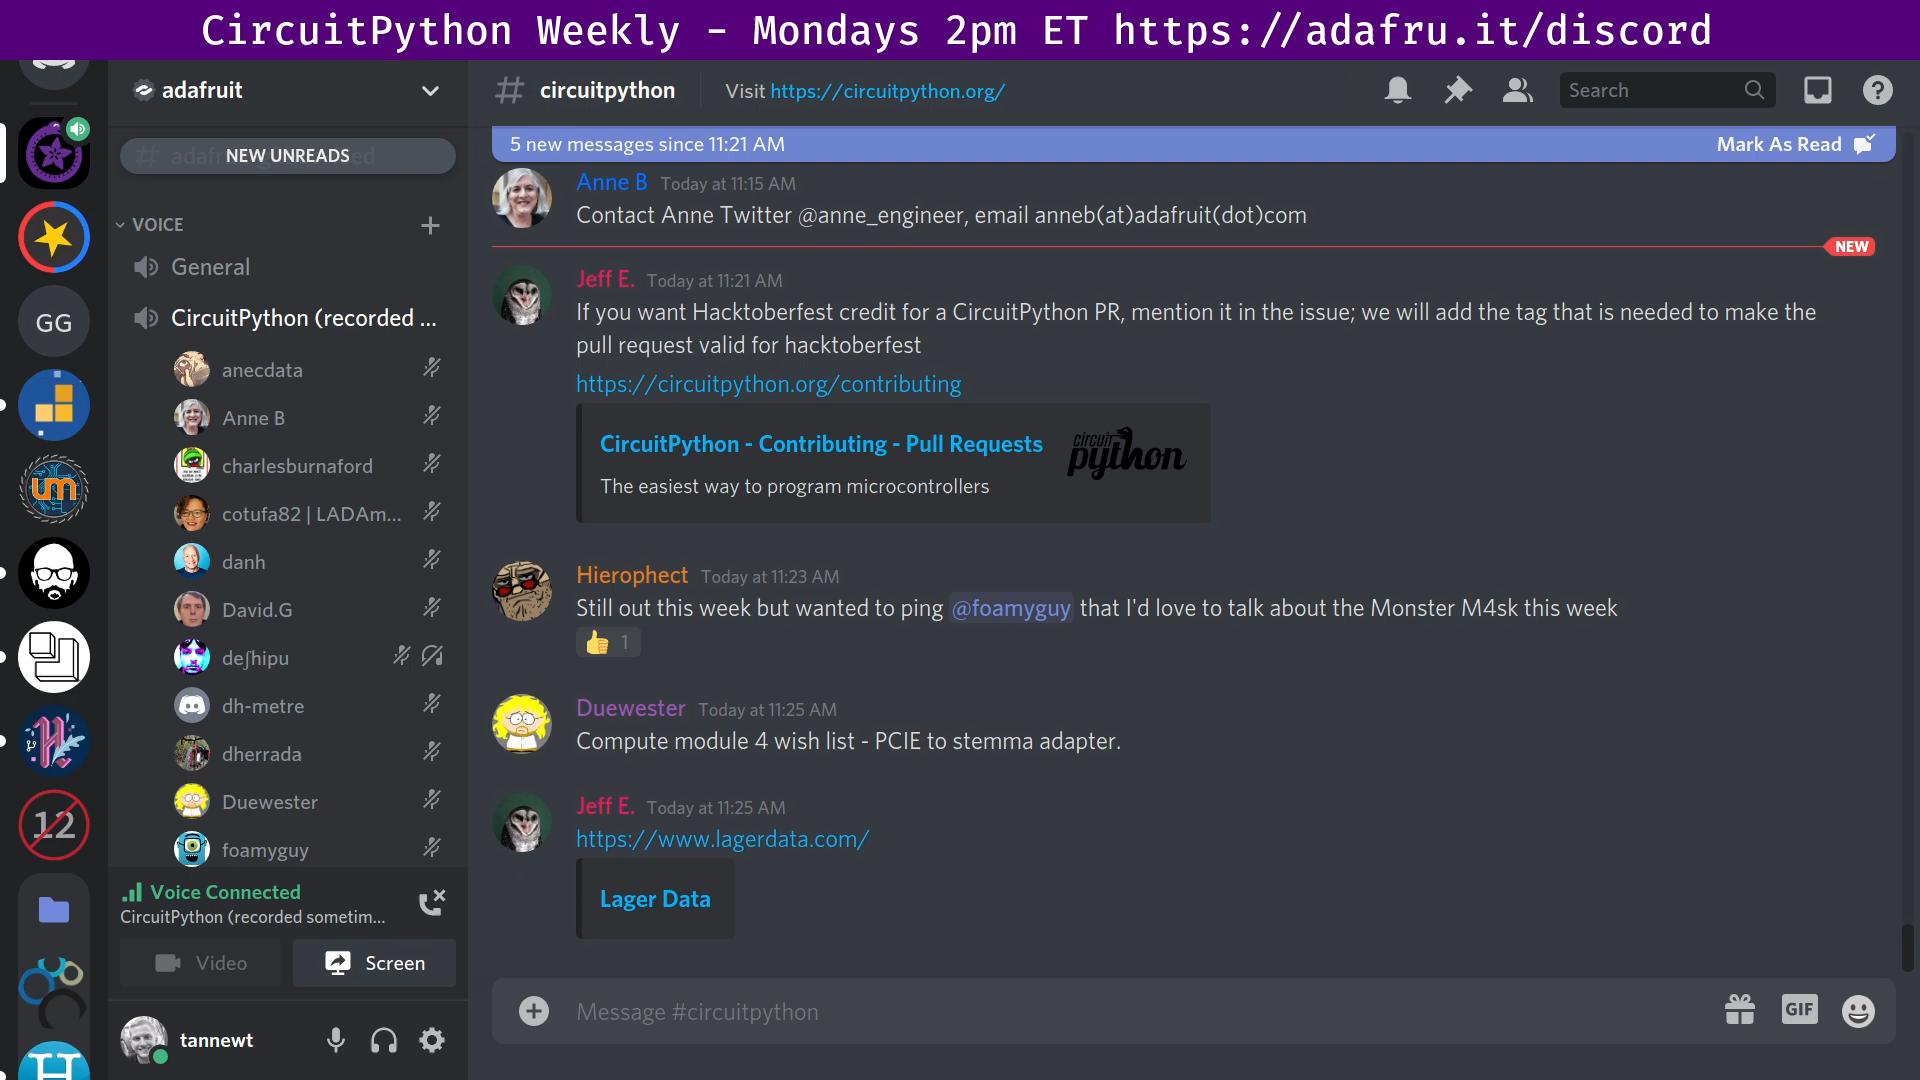 CircuitPython Weekly – Mondays 2pm ET https://adafru.it/discord
adafruit
# circuitpython
Visit https://circuitpython.org/
Search
NEW UNREADS
5 new messages since 11:21 AM
Mark As Read
VOICE
General
CircuitPython (recorded ...
anecdata
Anne B
charlesburnaford
cotufa82 | LADAm...
danh
David.G
deʃhipu
dh-metre
dherrada
Duewester
foamyguy
Voice Connected
CircuitPython (recorded sometim...
Video
Screen
tannewt
GG
um
12
H
Anne B Today at 11:15 AM
Contact Anne Twitter @anne_engineer, email anneb(at)adafruit(dot)com
NEW
Jeff E. Today at 11:21 AM
If you want Hacktoberfest credit for a CircuitPython PR, mention it in the issue; we will add the tag that is needed to make the
pull request valid for hacktoberfest
https://circuitpython.org/contributing
CircuitPython - Contributing - Pull Requests
circuit
python
The easiest way to program microcontrollers
Hierophect Today at 11:23 AM
Still out this week but wanted to ping @foamyguy that I'd love to talk about the Monster M4sk this week
1
Duewester Today at 11:25 AM
Compute module 4 wish list - PCIE to stemma adapter.
Jeff E. Today at 11:25 AM
https://www.lagerdata.com/
Lager Data
Message #circuitpython
GIF